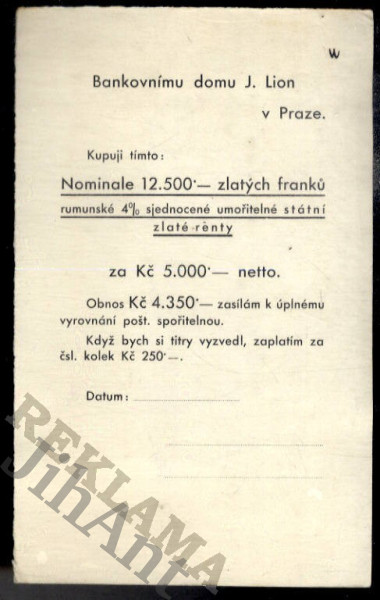 w
Bankovnímu domu J. Lion
v Praze.
Kupuji tímto:
Nominale 12.500·— zlatých franků
rumunské 4% sjednocené umořitelné státní
zlaté renty
za Kč 5.000·— netto.
Obnos Kč 4.350·— zasílám k úplnému
vyrovnání pošt. spořitelnou.
Když bych si titry vyzvedl, zaplatím za
čsl. kolek Kč 250·—.
Datum:
REKLAMA
JihAnt